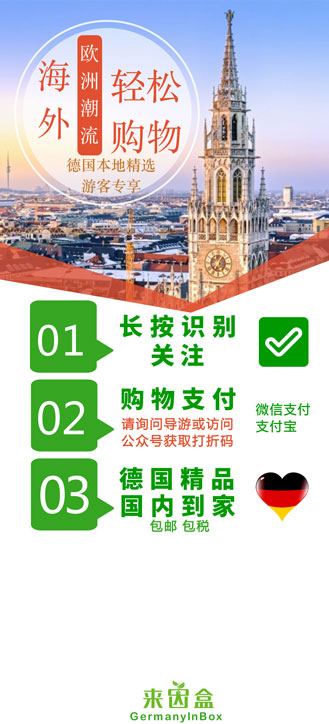 海外
欧洲潮流
轻松
购物
德国本地精选
游客专享
01
长按识别
关注
02
购物支付
请询问导游或访问
公众号获取打折码
微信支付
支付宝
03
德国精品
国内到家
包邮 包税
来因盒
GermanyInBox